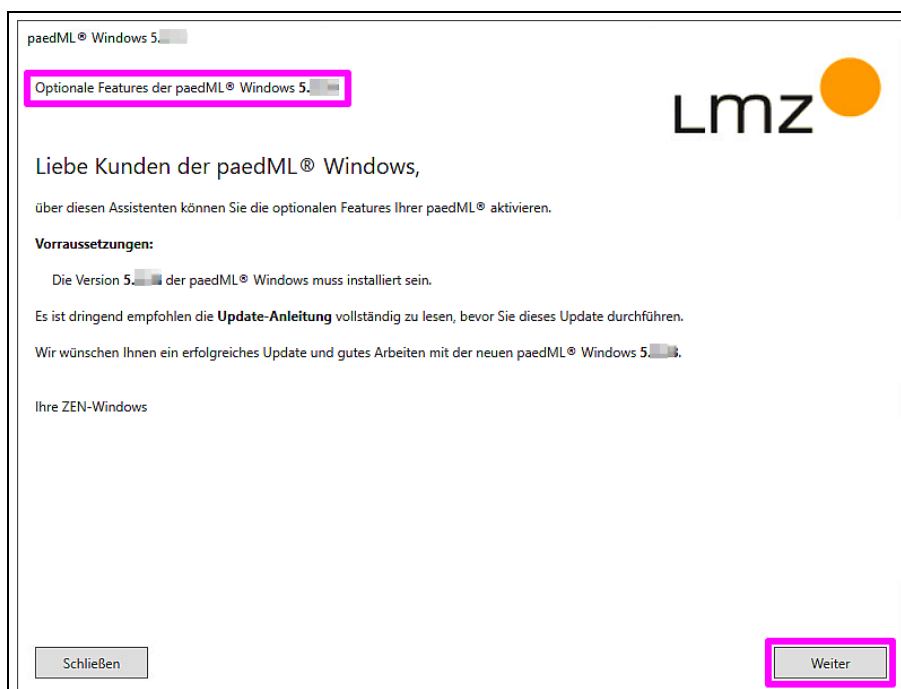 paedML® Windows 5.
Optionale Features der paedML® Windows 5.
Lmz
Liebe Kunden der paedML® Windows,
über diesen Assistenten können Sie die optionalen Features Ihrer paedML® aktivieren.
Vorraussetzungen:
Die Version 5. der paedML® Windows muss installiert sein.
Es ist dringend empfohlen die Update-Anleitung vollständig zu lesen, bevor Sie dieses Update durchführen.
Wir wünschen Ihnen ein erfolgreiches Update und gutes Arbeiten mit der neuen paedML® Windows 5.
Ihre ZEN-Windows
Schließen
Weiter